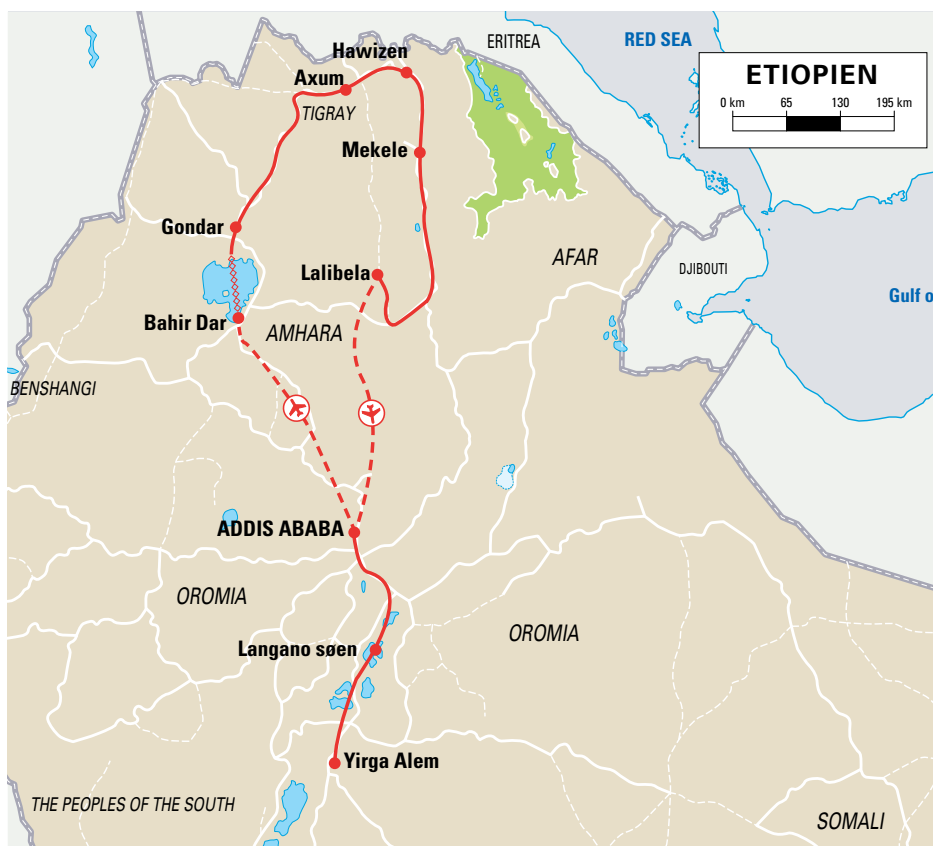 ERITREA
RED SEA
ETIOPIEN
0 km 65 130 195 km
Hawizen
Axum
TIGRAY
Mekele
Gondar
AFAR
DJIBOUTI
Lalibela
Gulf o
Bahir Dar
AMHARA
BENSHANGI
ADDIS ABABA
OROMIA
OROMIA
Langano søen
Yirga Alem
THE PEOPLES OF THE SOUTH
SOMALI